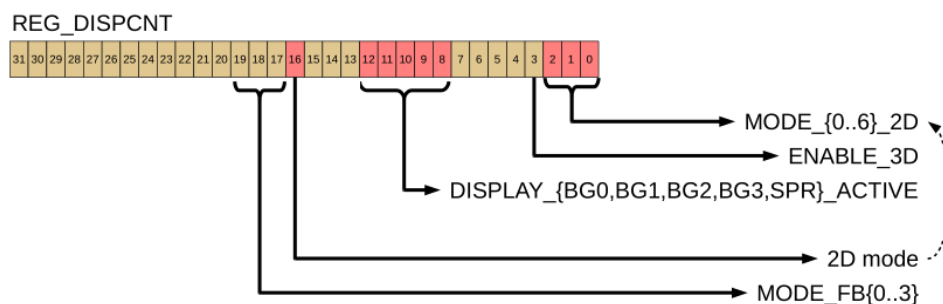 REG_DISPCNT
31 30 29 28 27 26 25 24 23 22 21 20 19 18 17 16 15 14 13 12 11 10 9 8 7 6 5 4 3 2 1 0
MODE_{0..6}_2D
ENABLE_3D
DISPLAY_{BG0,BG1,BG2,BG3,SPR}_ACTIVE
2D mode
MODE_FB{0..3}